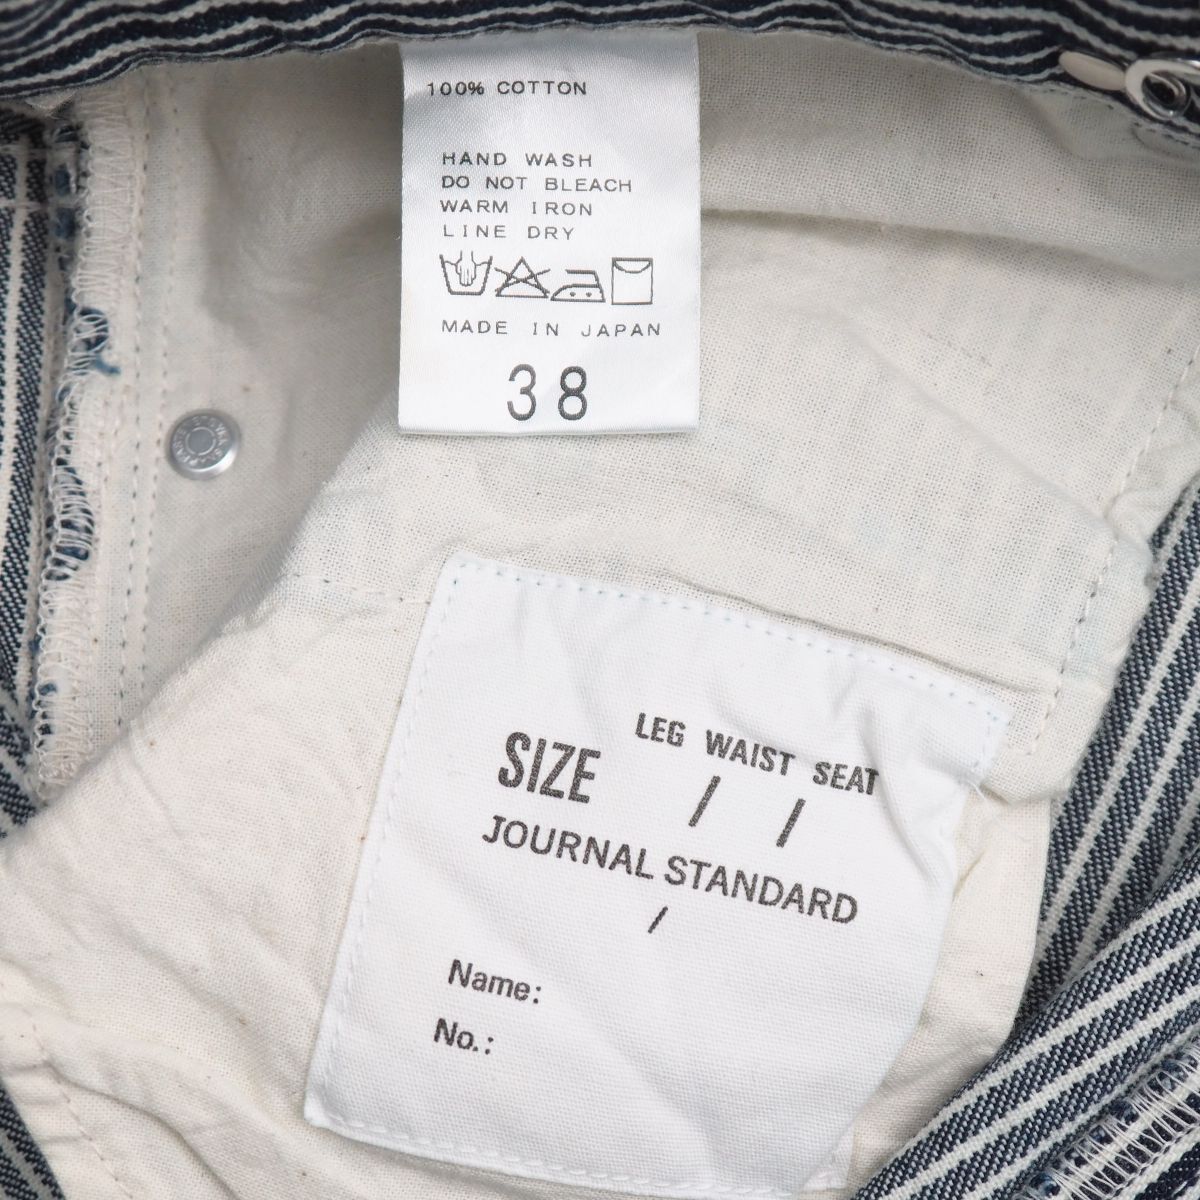 100% COTTON
HAND WASH
DO NOT BLEACH
WARM IRON
LINE DRY
MADE IN JAPAN
38
LEG WAIST SEAT
SIZE / /
JOURNAL STANDARD
/
Name:
No.: